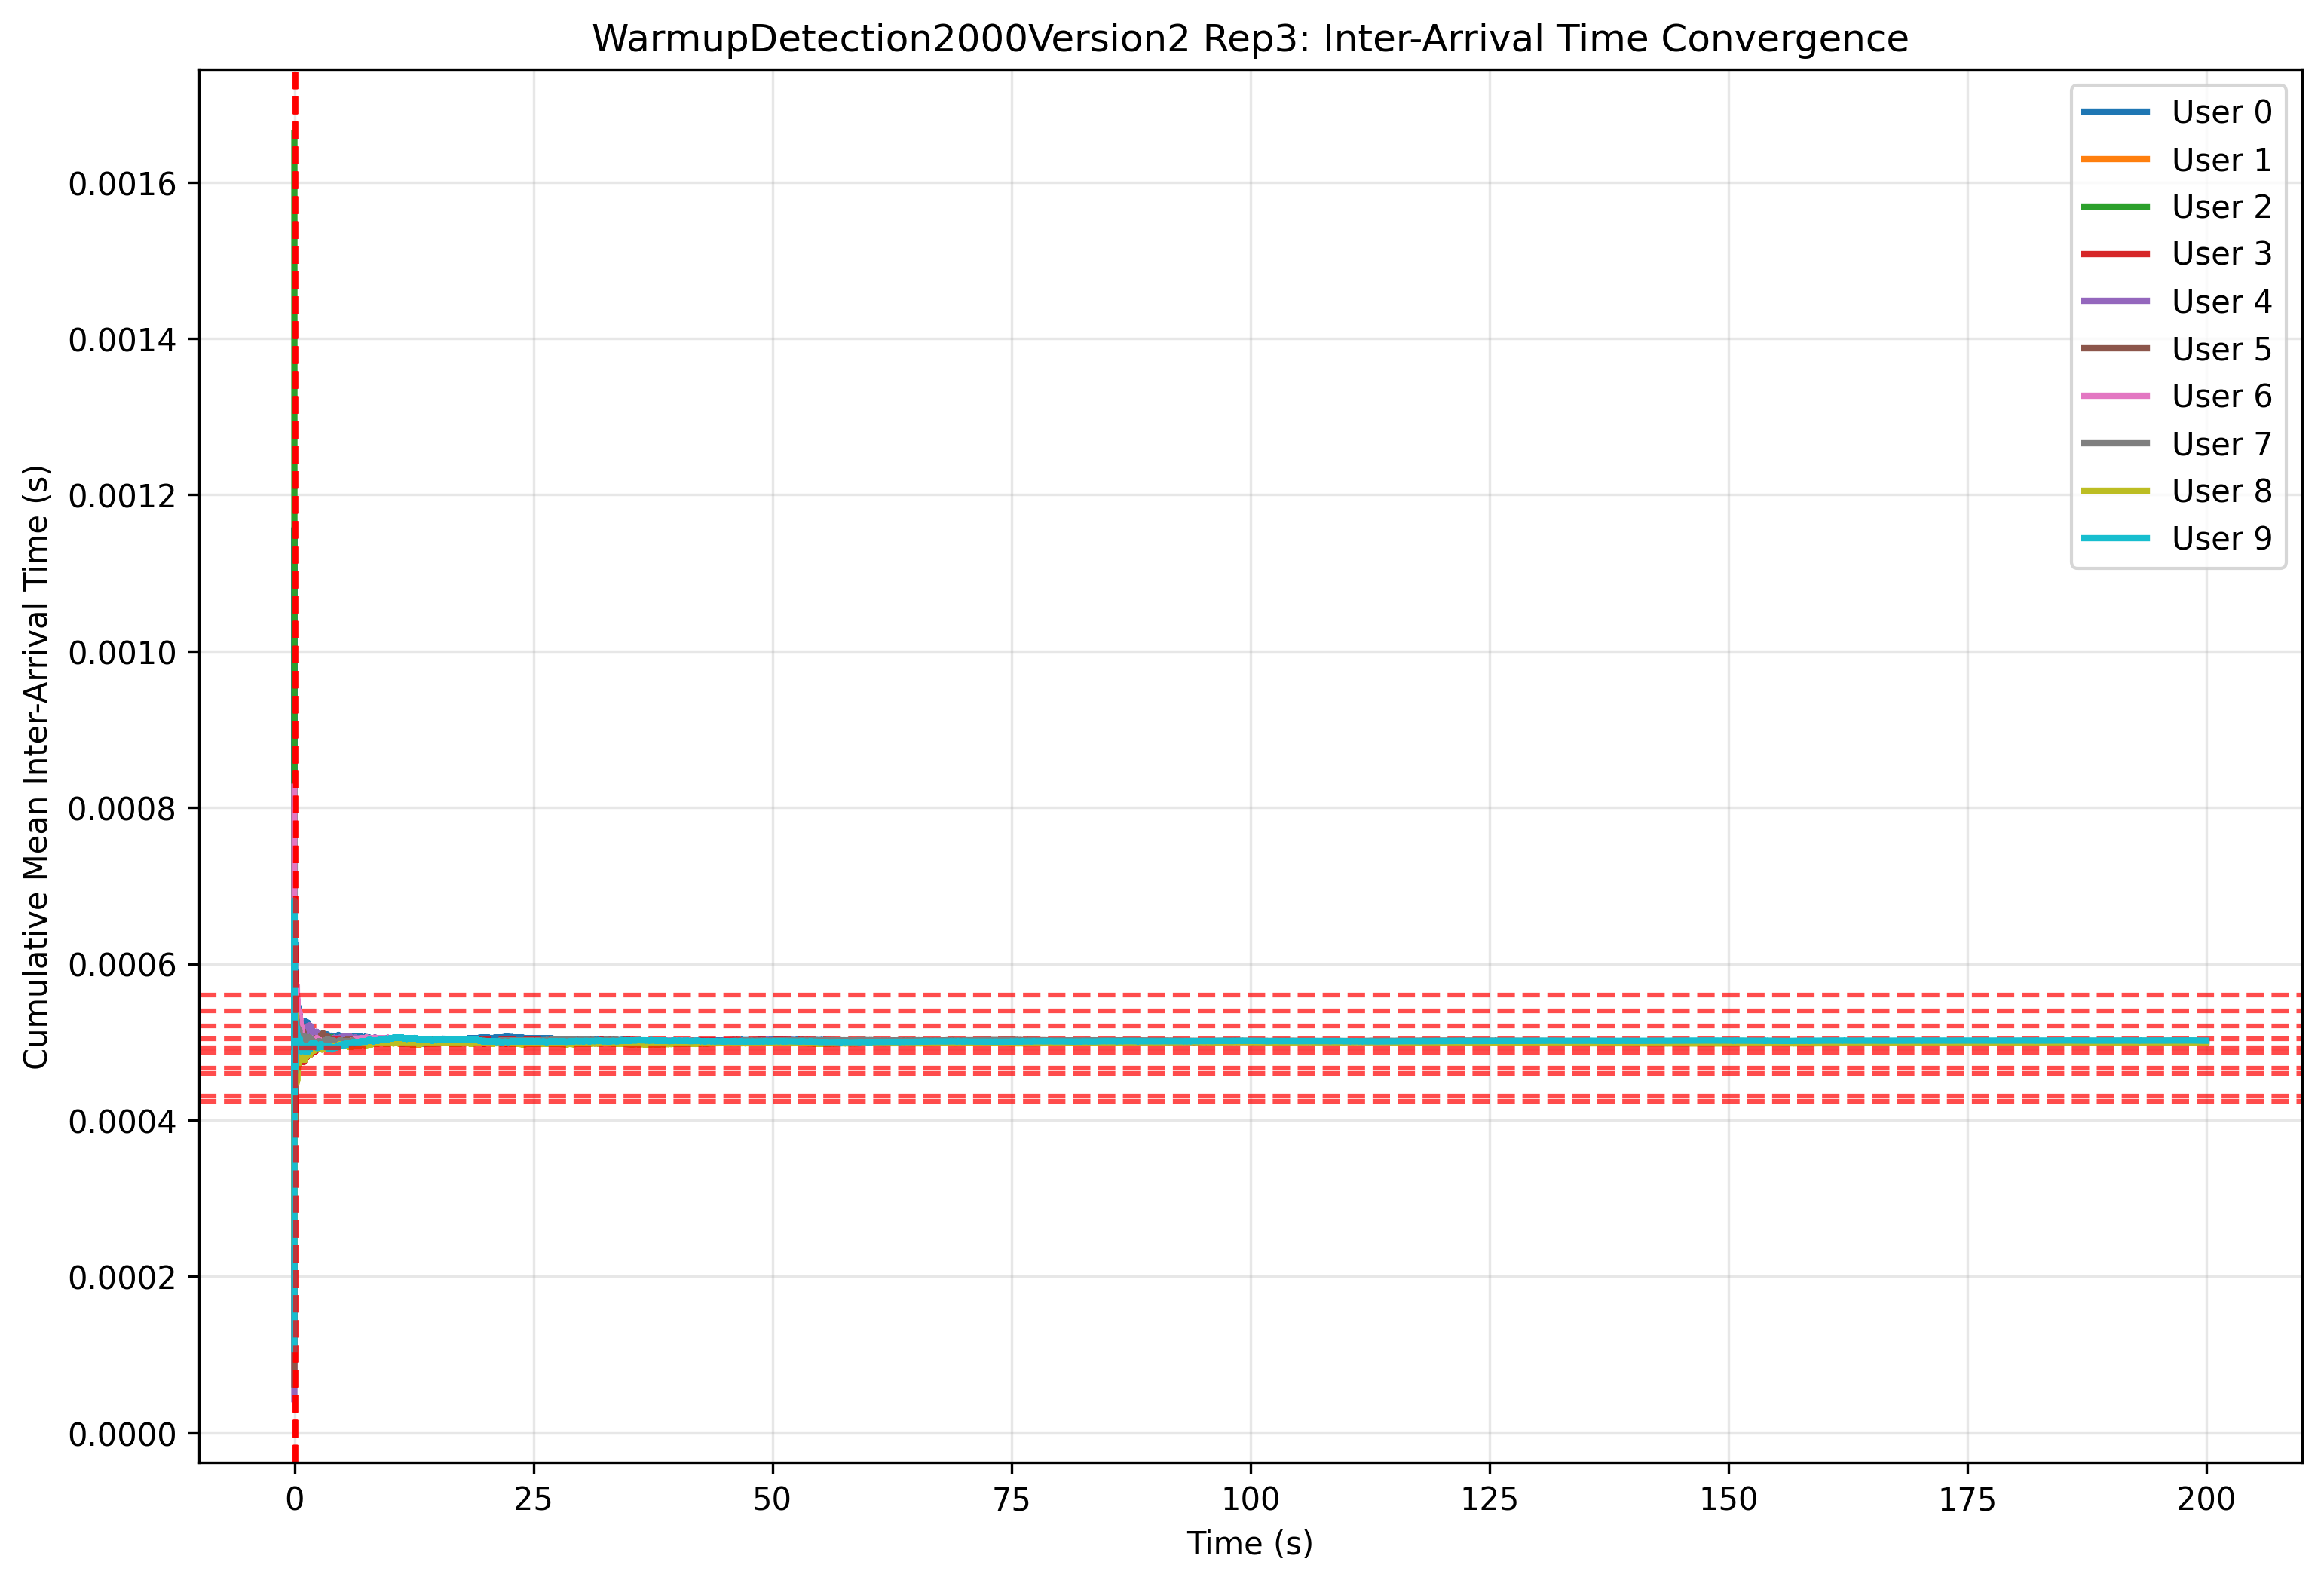 WarmupDetection2000Version2 Rep3: Inter-Arrival Time Convergence
Cumulative Mean Inter-Arrival Time (s)
0.0016
0.0014
0.0012
0.0010
0.0008
0.0006
0.0004
0.0002
0.0000
User 0
User 1
User 2
User 3
User 4
User 5
User 6
User 7
User 8
User 9
0 25 50 75 100 125 150 175 200
Time (s)